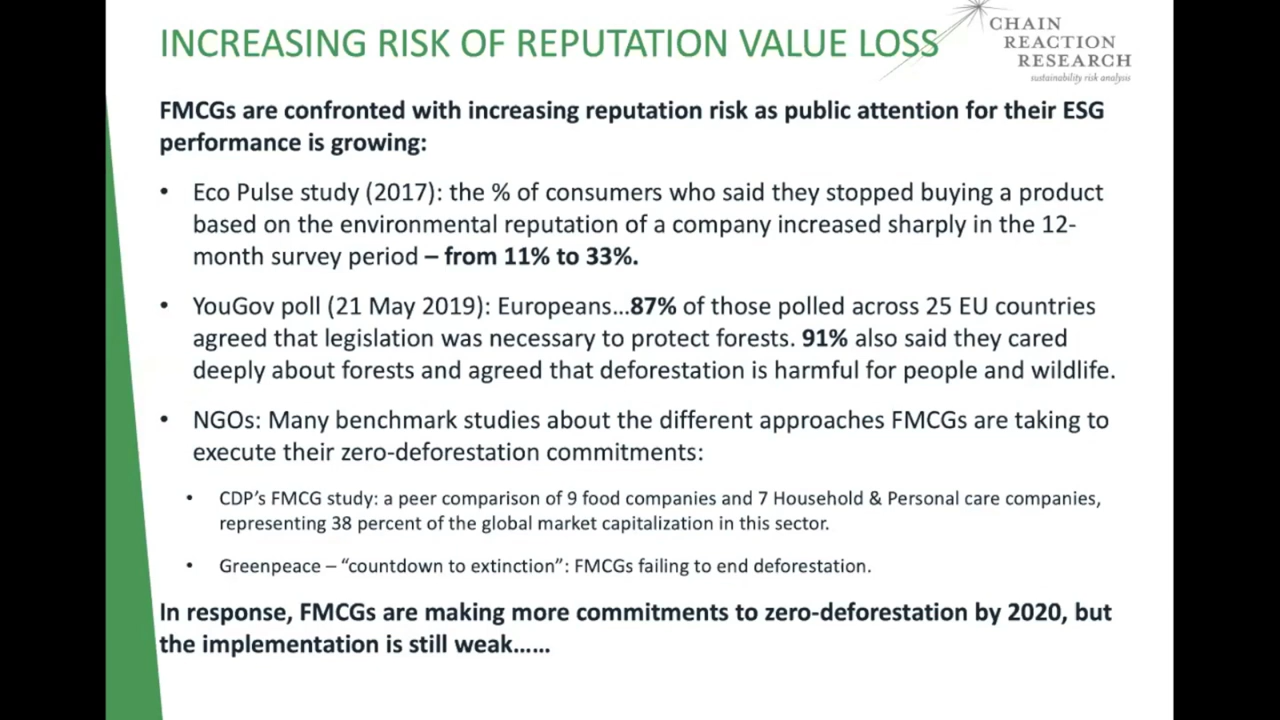 INCREASING RISK OF REPUTATION VALUE LOSS
CHAIN
REACTION
RESEARCH
sustainability risk analysis
FMCGs are confronted with increasing reputation risk as public attention for their ESG
performance is growing:
• Eco Pulse study (2017): the % of consumers who said they stopped buying a product
based on the environmental reputation of a company increased sharply in the 12-
month survey period – from 11% to 33%.
• YouGov poll (21 May 2019): Europeans...87% of those polled across 25 EU countries
agreed that legislation was necessary to protect forests. 91% also said they cared
deeply about forests and agreed that deforestation is harmful for people and wildlife.
• NGOs: Many benchmark studies about the different approaches FMCGs are taking to
execute their zero-deforestation commitments:
• CDP’s FMCG study: a peer comparison of 9 food companies and 7 Household & Personal care companies,
representing 38 percent of the global market capitalization in this sector.
• Greenpeace – “countdown to extinction”: FMCGs failing to end deforestation.
In response, FMCGs are making more commitments to zero-deforestation by 2020, but
the implementation is still weak......